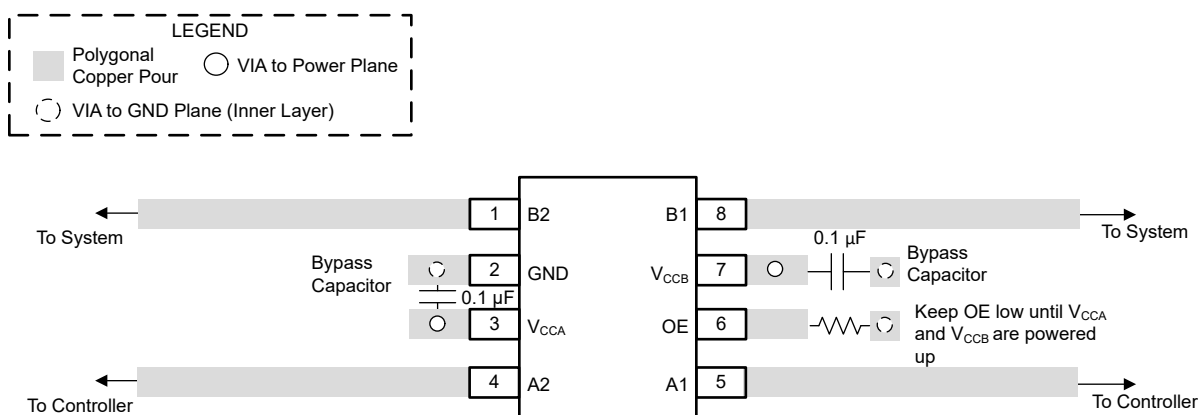 LEGEND
Polygonal
Copper Pour
VIA to Power Plane
VIA to GND Plane (Inner Layer)
1
B2
B1
8
To System
To System
Bypass
Capacitor
2
GND
0.1 µF
VCCB
7
0.1 µF
Bypass
Capacitor
3
VCCA
OE
6
Keep OE low until VCCA
and VCCB are powered
up
4
A2
A1
5
To Controller
To Controller